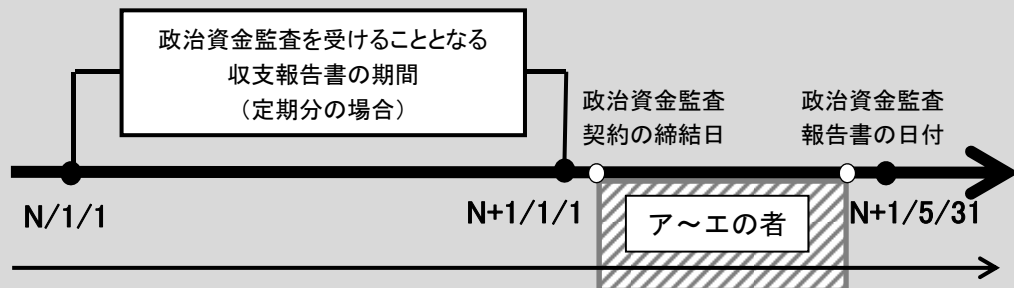 政治資金監査を受けることとなる
収支報告書の期間
（定期分の場合）
政治資金監査
契約の締結日
政治資金監査
報告書の日付
N/1/1
N+1/1/1
ア～エの者
N+1/5/31